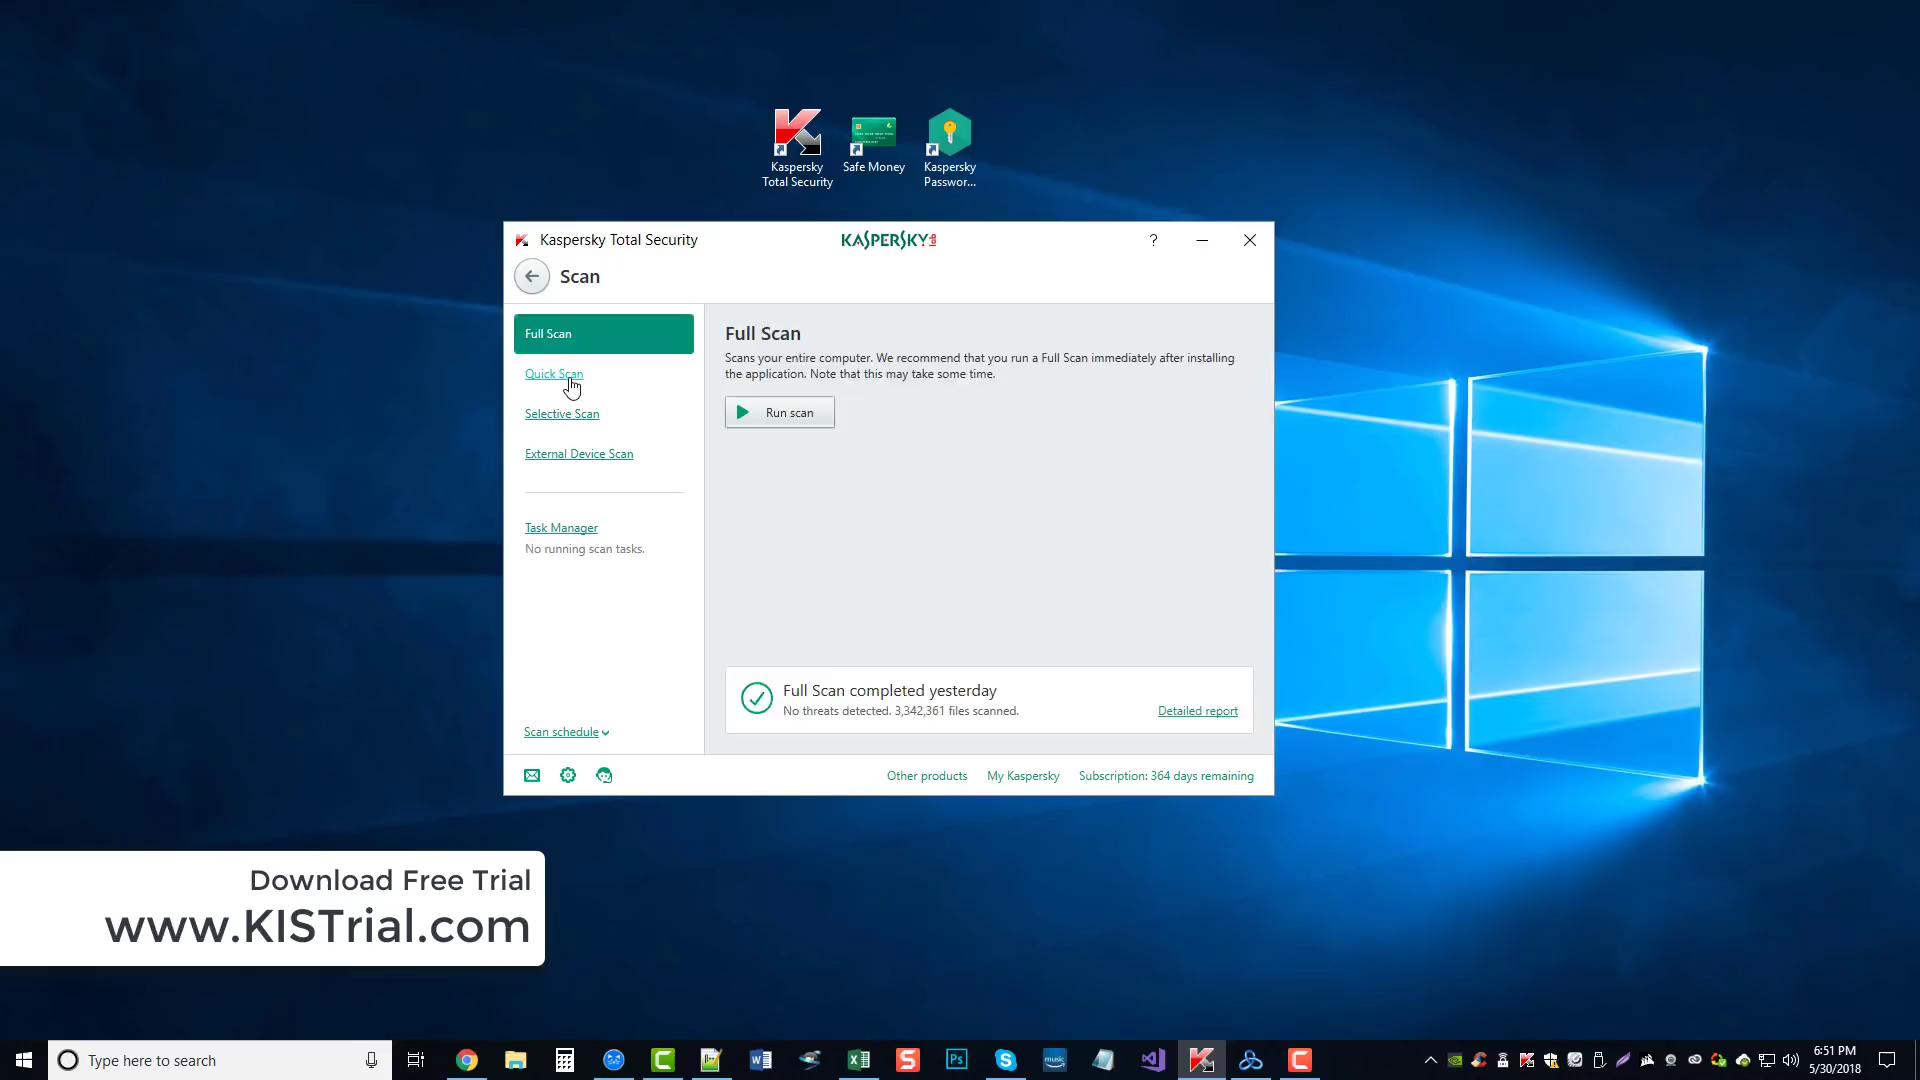 Kaspersky
Total Security
Safe Money
Kaspersky
Passwor...
Kaspersky Total Security
KASPERSKY lab
?
Scan
Full Scan
Quick Scan
Selective Scan
External Device Scan
Task Manager
No running scan tasks.
Scan schedule
Full Scan
Scans your entire computer. We recommend that you run a Full Scan immediately after installing
the application. Note that this may take some time.
Run scan
Full Scan completed yesterday
No threats detected. 3,342,361 files scanned.
Detailed report
Other products
My Kaspersky
Subscription: 364 days remaining
Download Free Trial
www.KISTrial.com
Type here to search
Ps
music
6:51 PM
5/30/2018